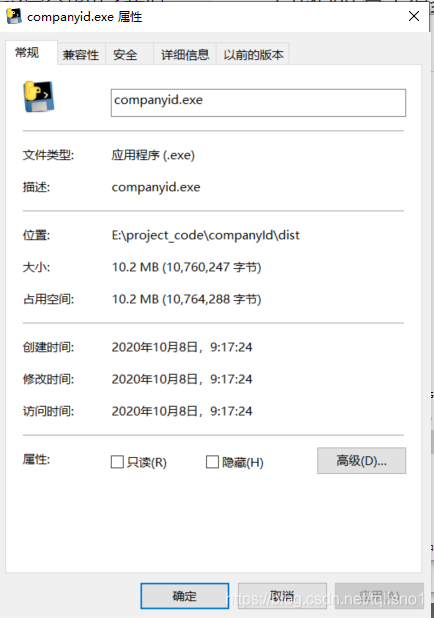 companyid.exe 属性
常规 兼容性 安全 详细信息 以前的版本
companyid.exe
文件类型: 应用程序 (.exe)
描述: companyid.exe
位置: E:\project_code\companyId\dist
大小: 10.2 MB (10,760,247 字节)
占用空间: 10.2 MB (10,764,288 字节)
创建时间: 2020年10月8日，9:17:24
修改时间: 2020年10月8日，9:17:24
访问时间: 2020年10月8日，9:17:24
属性: 只读(R) 隐藏(H) 高级(D)...
确定 取消 应用(A)